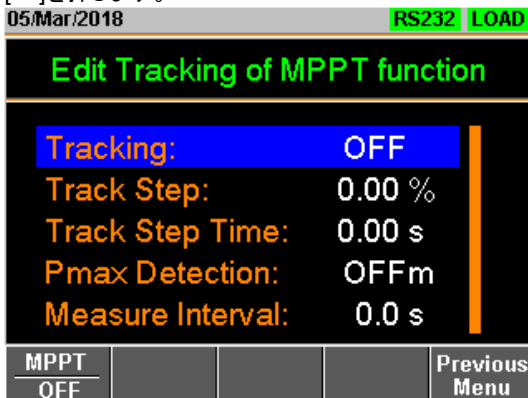 05/Mar/2018 RS232 LOAD
Edit Tracking of MPPT function
Tracking: OFF
Track Step: 0.00 %
Track Step Time: 0.00 s
Pmax Detection: OFFm
Measure Interval: 0.0 s
MPPT Previous
OFF Menu